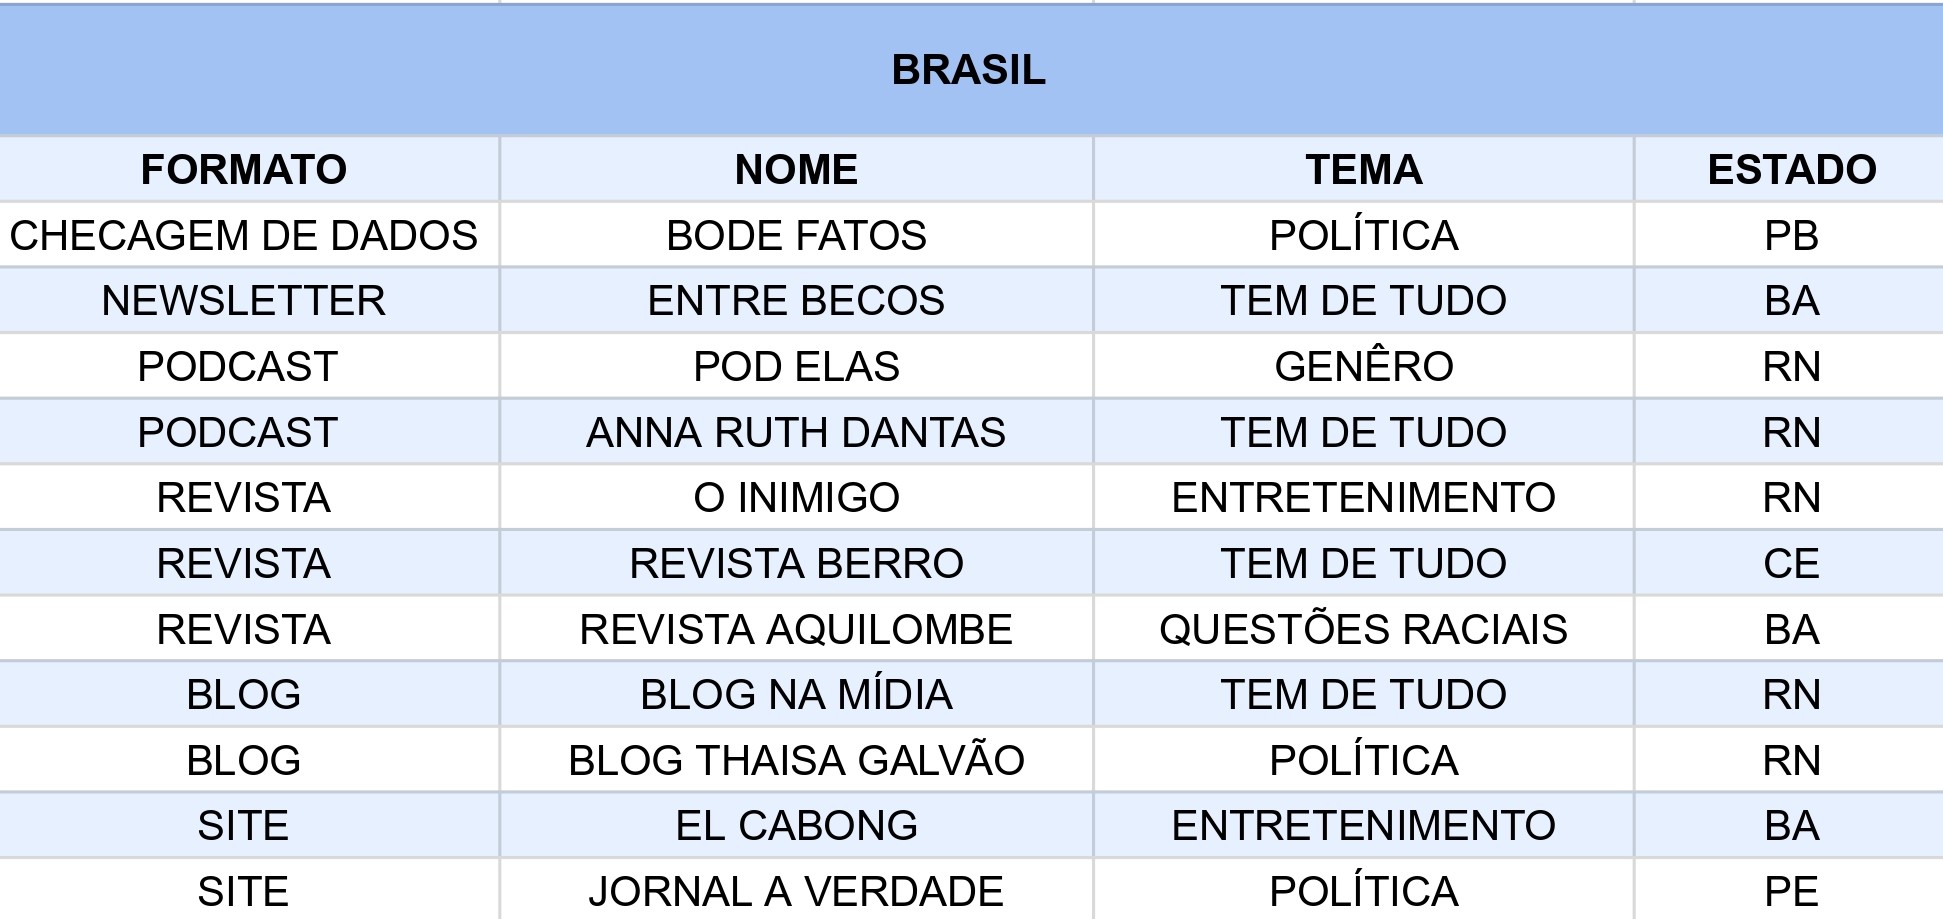 BRASIL
FORMATO NOME TEMA ESTADO
CHECAGEM DE DADOS BODE FATOS POLÍTICA PB
NEWSLETTER ENTRE BECOS TEM DE TUDO BA
PODCAST POD ELAS GENÊRO RN
PODCAST ANNA RUTH DANTAS TEM DE TUDO RN
REVISTA O INIMIGO ENTRETENIMENTO RN
REVISTA REVISTA BERRO TEM DE TUDO CE
REVISTA REVISTA AQUILOMBE QUESTÕES RACIAIS BA
BLOG BLOG NA MÍDIA TEM DE TUDO RN
BLOG BLOG THAISA GALVÃO POLÍTICA RN
SITE EL CABONG ENTRETENIMENTO BA
SITE JORNAL A VERDADE POLÍTICA PE